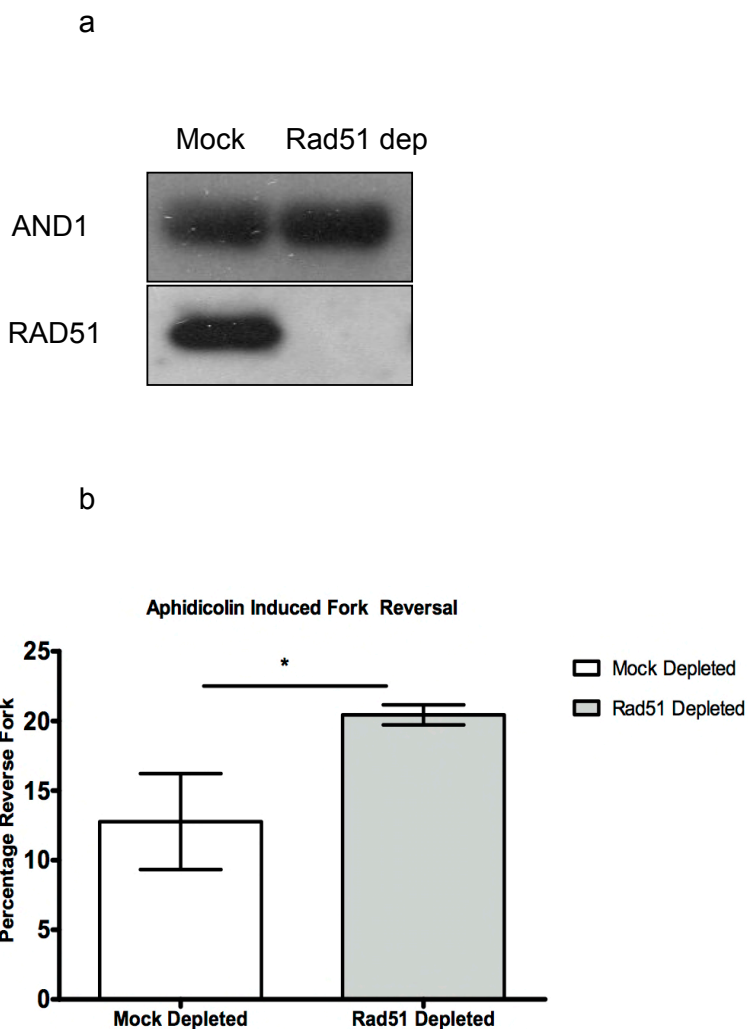 a
Mock Rad51 dep
AND1
RAD51
b
Aphidicolin Induced Fork Reversal
*
Percentage Reverse Fork
25
20
15
10
5
0
Mock Depleted
Rad51 Depleted
Mock Depleted
Rad51 Depleted